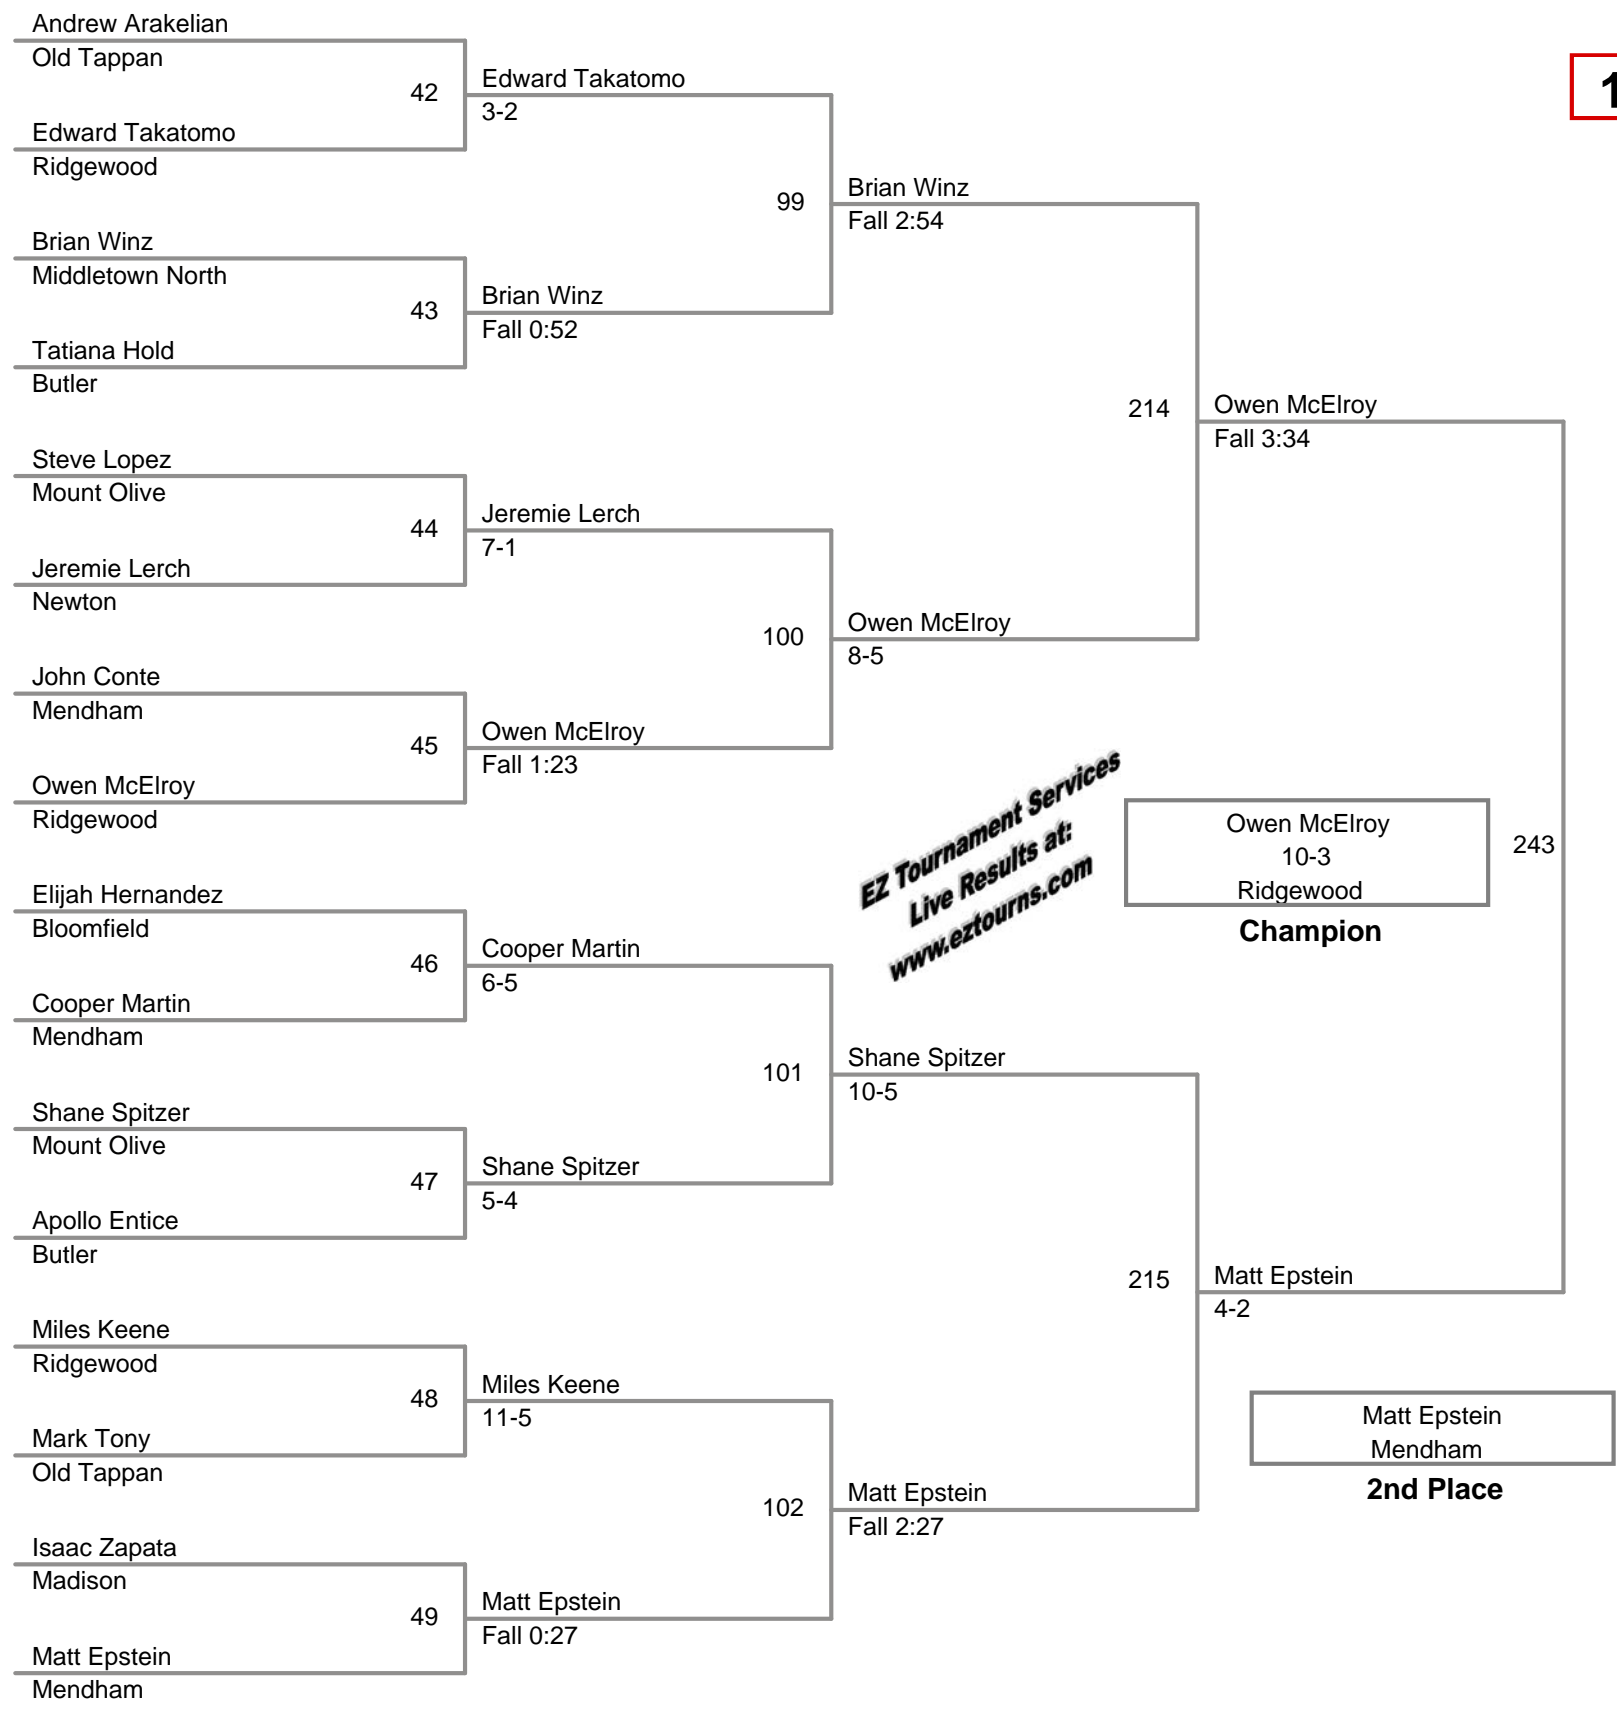 Andrew Arakelian
Old Tappan
42
Edward Takatomo
3-2
1
Edward Takatomo
Ridgewood
99
Brian Winz
Fall 2:54
Brian Winz
Middletown North
43
Brian Winz
Fall 0:52
Tatiana Hold
Butler
214
Owen McElroy
Fall 3:34
Steve Lopez
Mount Olive
44
Jeremie Lerch
7-1
Jeremie Lerch
Newton
100
Owen McElroy
8-5
John Conte
Mendham
45
Owen McElroy
Fall 1:23
Owen McElroy
Ridgewood
EZ Tournament Services
Live Results at:
www.eztourns.com
Owen McElroy
10-3
Ridgewood
Champion
243
Elijah Hernandez
Bloomfield
46
Cooper Martin
6-5
Cooper Martin
Mendham
101
Shane Spitzer
10-5
Shane Spitzer
Mount Olive
47
Shane Spitzer
5-4
Apollo Entice
Butler
215
Matt Epstein
4-2
Miles Keene
Ridgewood
48
Miles Keene
11-5
Mark Tony
Old Tappan
Matt Epstein
Mendham
2nd Place
102
Matt Epstein
Fall 2:27
Isaac Zapata
Madison
49
Matt Epstein
Fall 0:27
Matt Epstein
Mendham